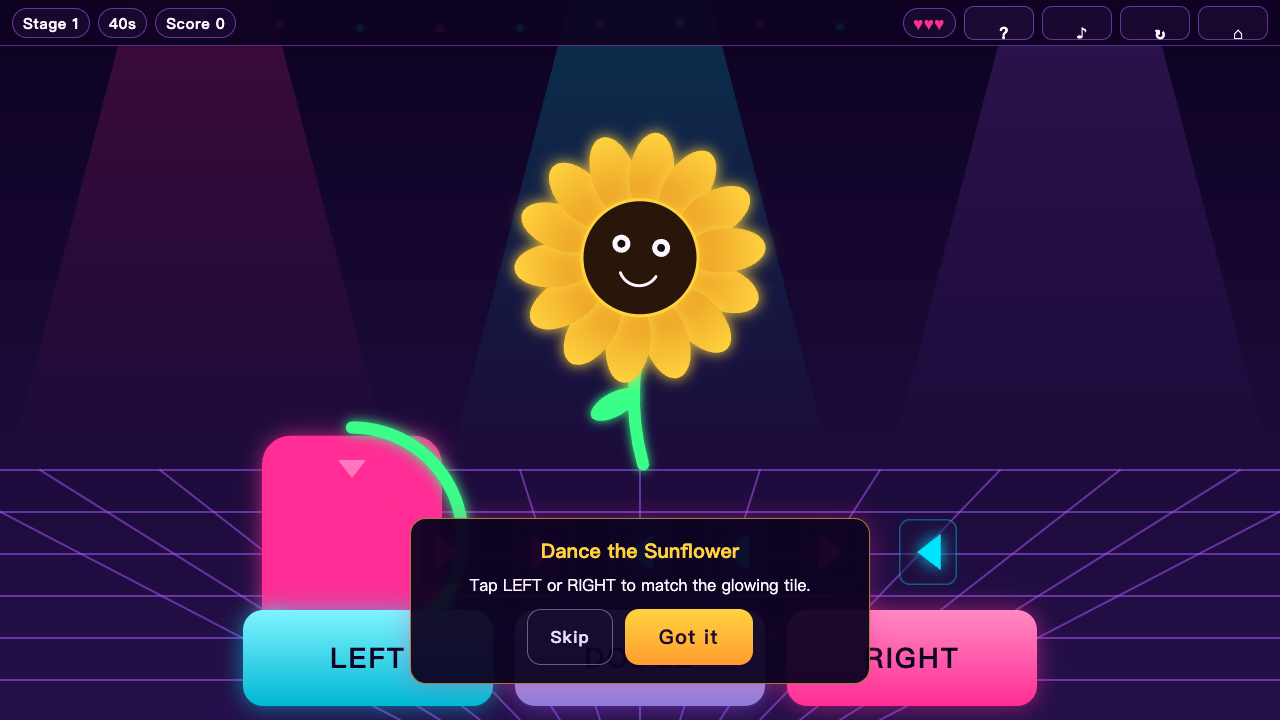 Stage 1
40s
Score 0
♥♥♥
?
♪
↻
⌂
Dance the Sunflower
Tap LEFT or RIGHT to match the glowing tile.
Skip
Got it
LEFT
RIGHT